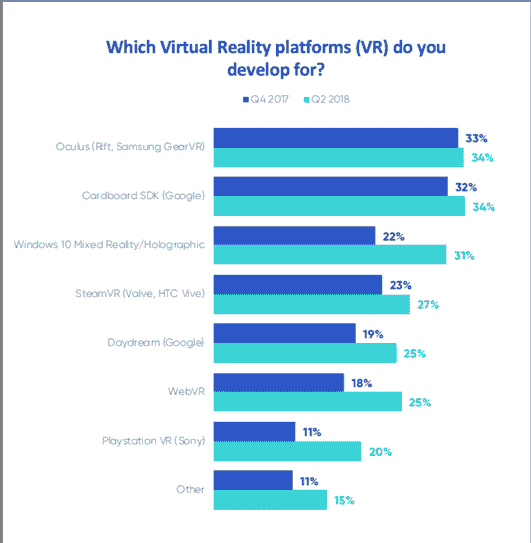 Which Virtual Reality platforms (VR) do you
develop for?
Q4 2017 Q2 2018
Oculus (Rift, Samsung GearVR) 33%
34%
Cardboard SDK (Google) 32%
34%
Windows 10 Mixed Reality/Holographic 22%
31%
SteamVR (Valve, HTC Vive) 23%
27%
Daydream (Google) 19%
25%
WebVR 18%
25%
Playstation VR (Sony) 11%
20%
Other 11%
15%